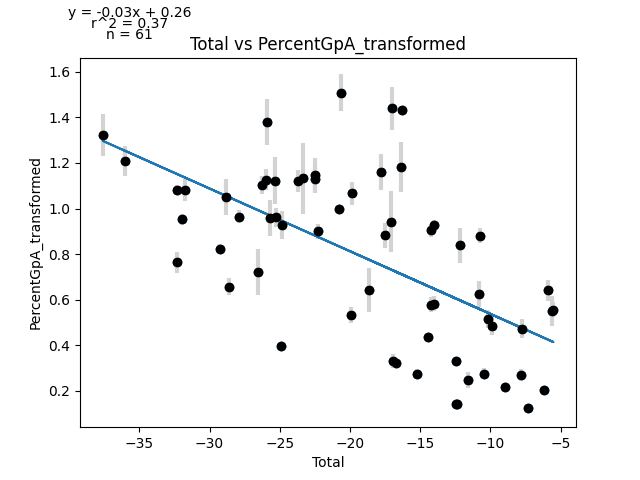 y = -0.03x + 0.26
r^2 = 0.37
n = 61
Total vs PercentGpA_transformed
1.6
1.4
1.2
1.0
0.8
0.6
0.4
0.2
PercentGpA_transformed
−35
−30
−25
−20
−15
−10
−5
Total